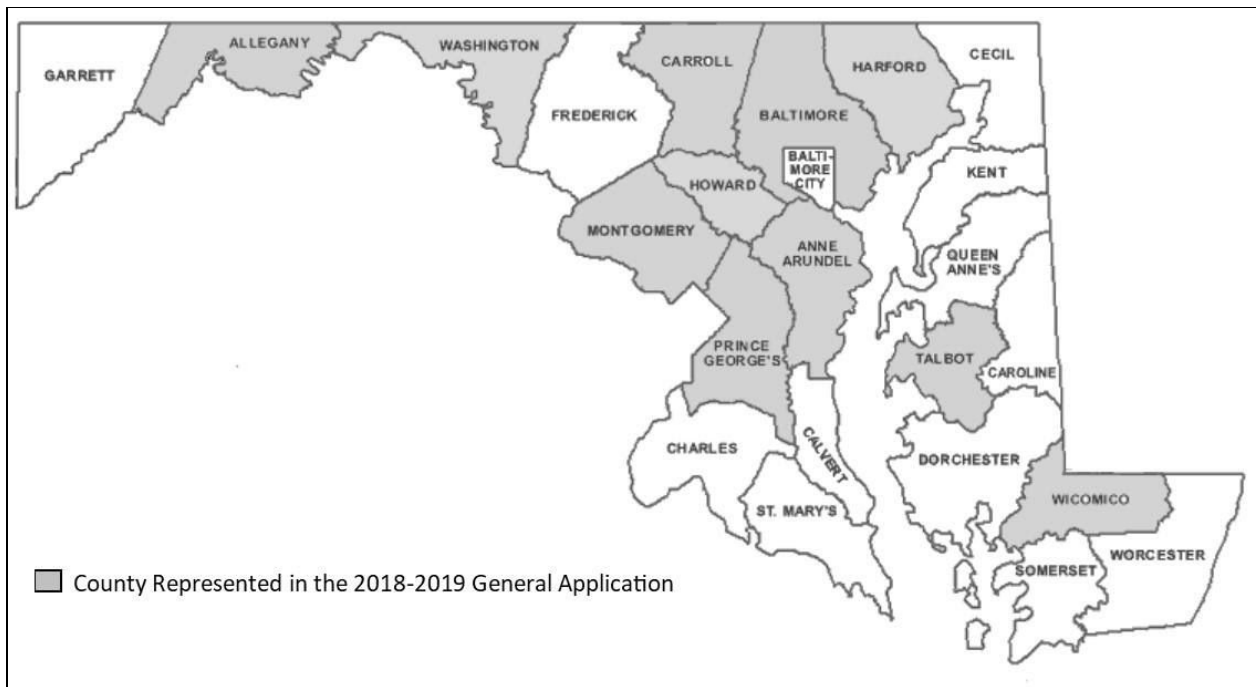 ALLEGANY
WASHINGTON
GARRETT
CARROLL
HARFORD
CECIL
FREDERICK
BALTIMORE
BALTI-
MORE
CITY
KENT
HOWARD
MONTGOMERY
ANNE
ARUNDEL
QUEEN
ANNE'S
PRINCE
GEORGE'S
TALBOT
CAROLINE
CHARLES
CALVERT
DORCHESTER
ST. MARY'S
WICOMICO
WORCESTER
SOMERSET
County Represented in the 2018-2019 General Application